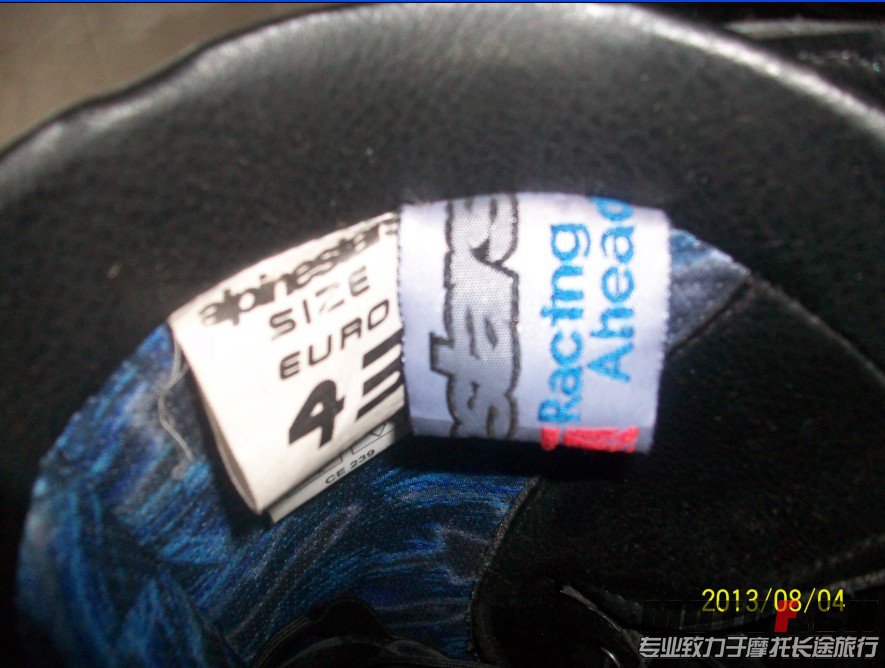 alpinestars
SIZE
EURO
CE 239
stars
Racing
Ahead
2013/08/04
专业致力于摩托长途旅行